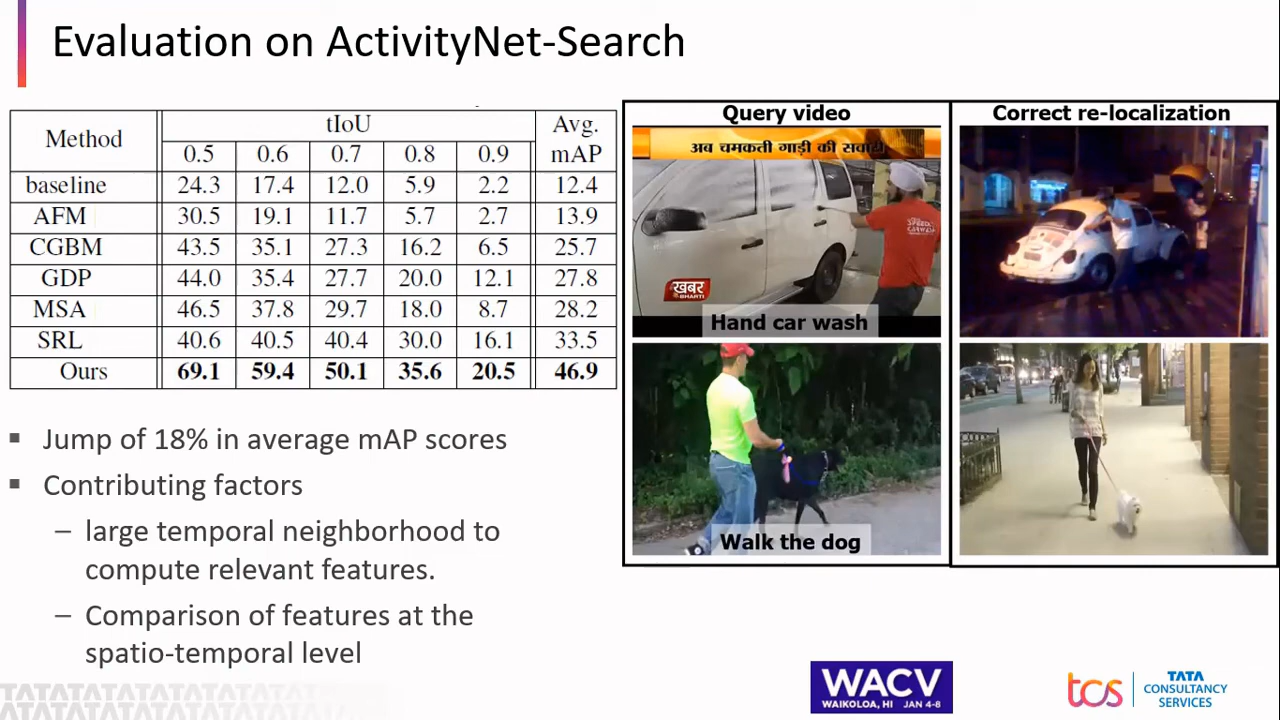 Evaluation on ActivityNet-Search
Method tIoU Avg. mAP
0.5 0.6 0.7 0.8 0.9
baseline 24.3 17.4 12.0 5.9 2.2 12.4
AFM 30.5 19.1 11.7 5.7 2.7 13.9
CGBM 43.5 35.1 27.3 16.2 6.5 25.7
GDP 44.0 35.4 27.7 20.0 12.1 27.8
MSA 46.5 37.8 29.7 18.0 8.7 28.2
SRL 40.6 40.5 40.4 30.0 16.1 33.5
Ours 69.1 59.4 50.1 35.6 20.5 46.9
Jump of 18% in average mAP scores
Contributing factors
– large temporal neighborhood to
compute relevant features.
– Comparison of features at the
spatio-temporal level
Query video
Correct re-localization
अब चमकती गाड़ी की सवारी
खबर
BHARTI
Hand car wash
Walk the dog
WACV
WAIKOLOA, HI JAN 4-8
tcs
TATA
CONSULTANCY
SERVICES